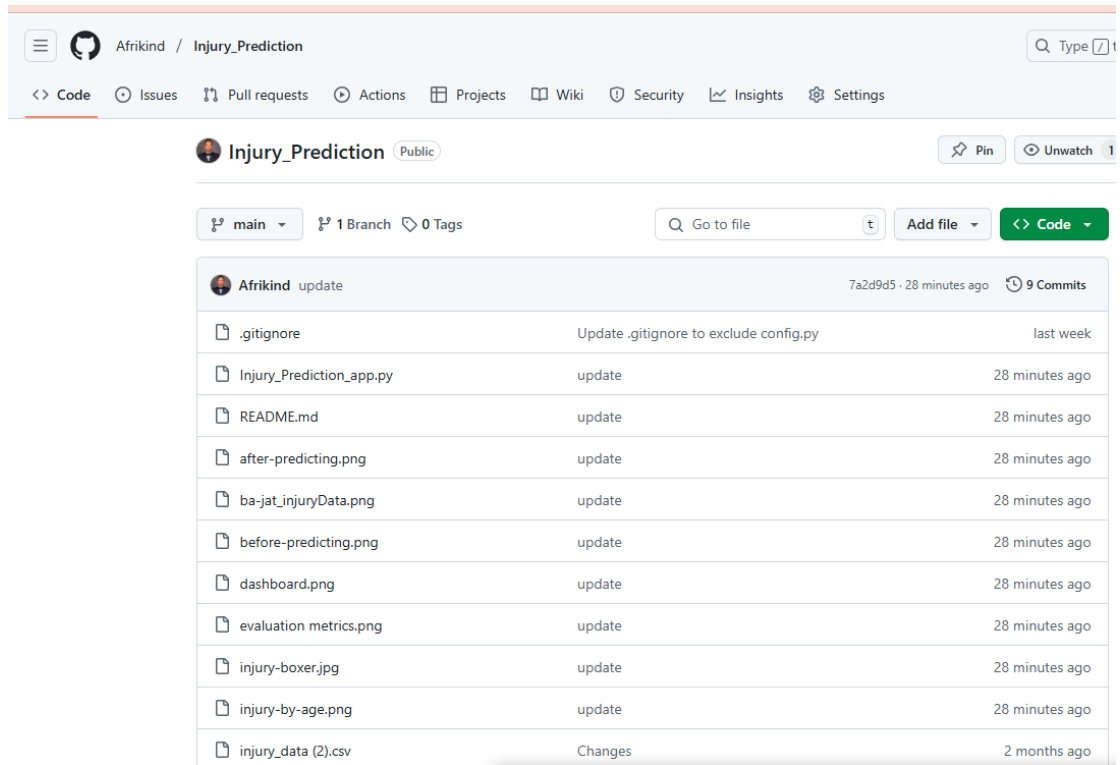 Afrikind / Injury_Prediction
Type / t
Code Issues Pull requests Actions Projects Wiki Security Insights Settings
Injury_Prediction Public Pin Unwatch 1
main 1 Branch 0 Tags Go to file t Add file Code
Afrikind update 7a2d9d5 · 28 minutes ago 9 Commits
.gitignore Update .gitignore to exclude config.py last week
Injury_Prediction_app.py update 28 minutes ago
README.md update 28 minutes ago
after-predicting.png update 28 minutes ago
ba-jat_injuryData.png update 28 minutes ago
before-predicting.png update 28 minutes ago
dashboard.png update 28 minutes ago
evaluation metrics.png update 28 minutes ago
injury-boxer.jpg update 28 minutes ago
injury-by-age.png update 28 minutes ago
injury_data (2).csv Changes 2 months ago